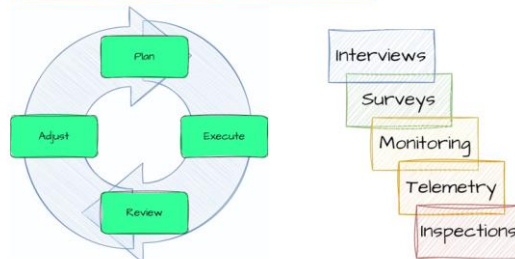 Plan
Adjust
Execute
Review
Interviews
Surveys
Monitoring
Telemetry
Inspections